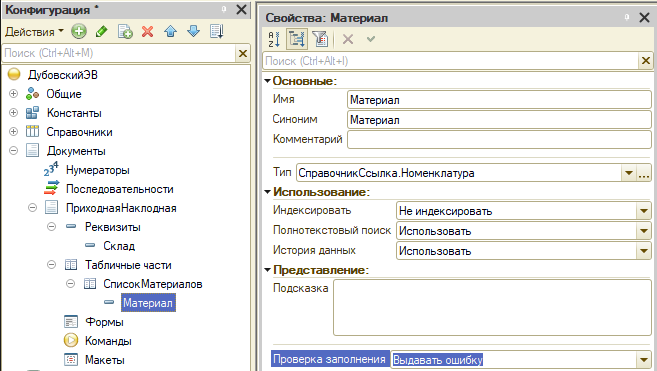 Конфигурация *
Действия
Поиск (Ctrl+Alt+M)
ДубовскийЭВ
Общие
Константы
Справочники
Документы
Нумераторы
Последовательности
ПриходнаяНаклодная
Реквизиты
Склад
Табличные части
СписокМатериалов
Материал
Формы
Команды
Макеты
Свойства: Материал
Поиск (Ctrl+Alt+I)
Основные:
Имя Материал
Синоним Материал
Комментарий
Тип СправочникСсылка.Номенклатура
Использование:
Индексировать Не индексировать
Полнотекстовый поиск Использовать
История данных Использовать
Представление:
Подсказка
Проверка заполнения Выдавать ошибку